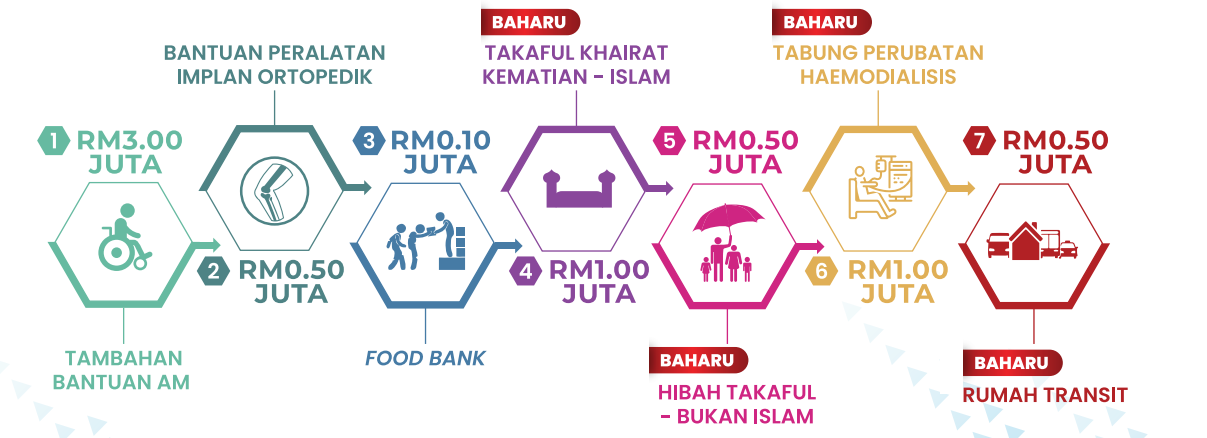 1 RM3.00
JUTA
TAMBAHAN
BANTUAN AM
BANTUAN PERALATAN
IMPLAN ORTOPEDIK
2 RM0.50
JUTA
3 RM0.10
JUTA
FOOD BANK
BAHARU
TAKAFUL KHAIRAT
KEMATIAN - ISLAM
4 RM1.00
JUTA
5 RM0.50
JUTA
BAHARU
HIBAH TAKAFUL
- BUKAN ISLAM
BAHARU
TABUNG PERUBATAN
HAEMODIALISIS
6 RM1.00
JUTA
7 RM0.50
JUTA
BAHARU
RUMAH TRANSIT